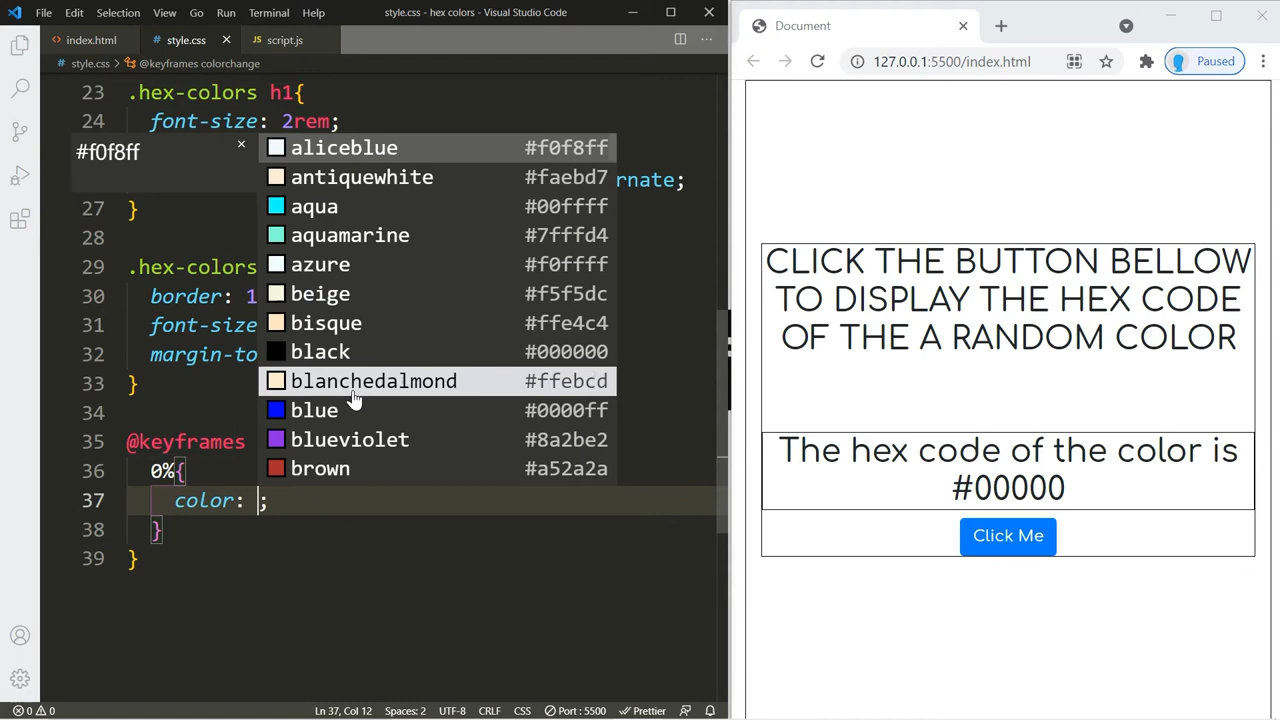 File Edit Selection View Go Run Terminal Help style.css - hex colors - Visual Studio Code
index.html style.css script.js
style.css > @keyframes colorchange
23 .hex-colors h1{
24 font-size: 2rem;
#f0f8ff
aliceblue #f0f8ff
antiquewhite #faebd7
rnate;
aqua #00ffff
27 }
aquamarine #7fffd4
28
azure #f0ffff
29 .hex-colors
beige #f5f5dc
30 border: 1
bisque #ffe4c4
31 font-size
black #000000
32 margin-to
blanchedalmond #ffebcd
33 }
blue #0000ff
34
blueviolet #8a2be2
35 @keyframes
brown #a52a2a
36 0%{
37 color: ;
38 }
39 }
0 0 Ln 37, Col 12 Spaces: 2 UTF-8 CRLF CSS Port : 5500 Prettier
Document
127.0.0.1:5500/index.html Paused
CLICK THE BUTTON BELLOW
TO DISPLAY THE HEX CODE
OF THE A RANDOM COLOR
The hex code of the color is
#00000
Click Me